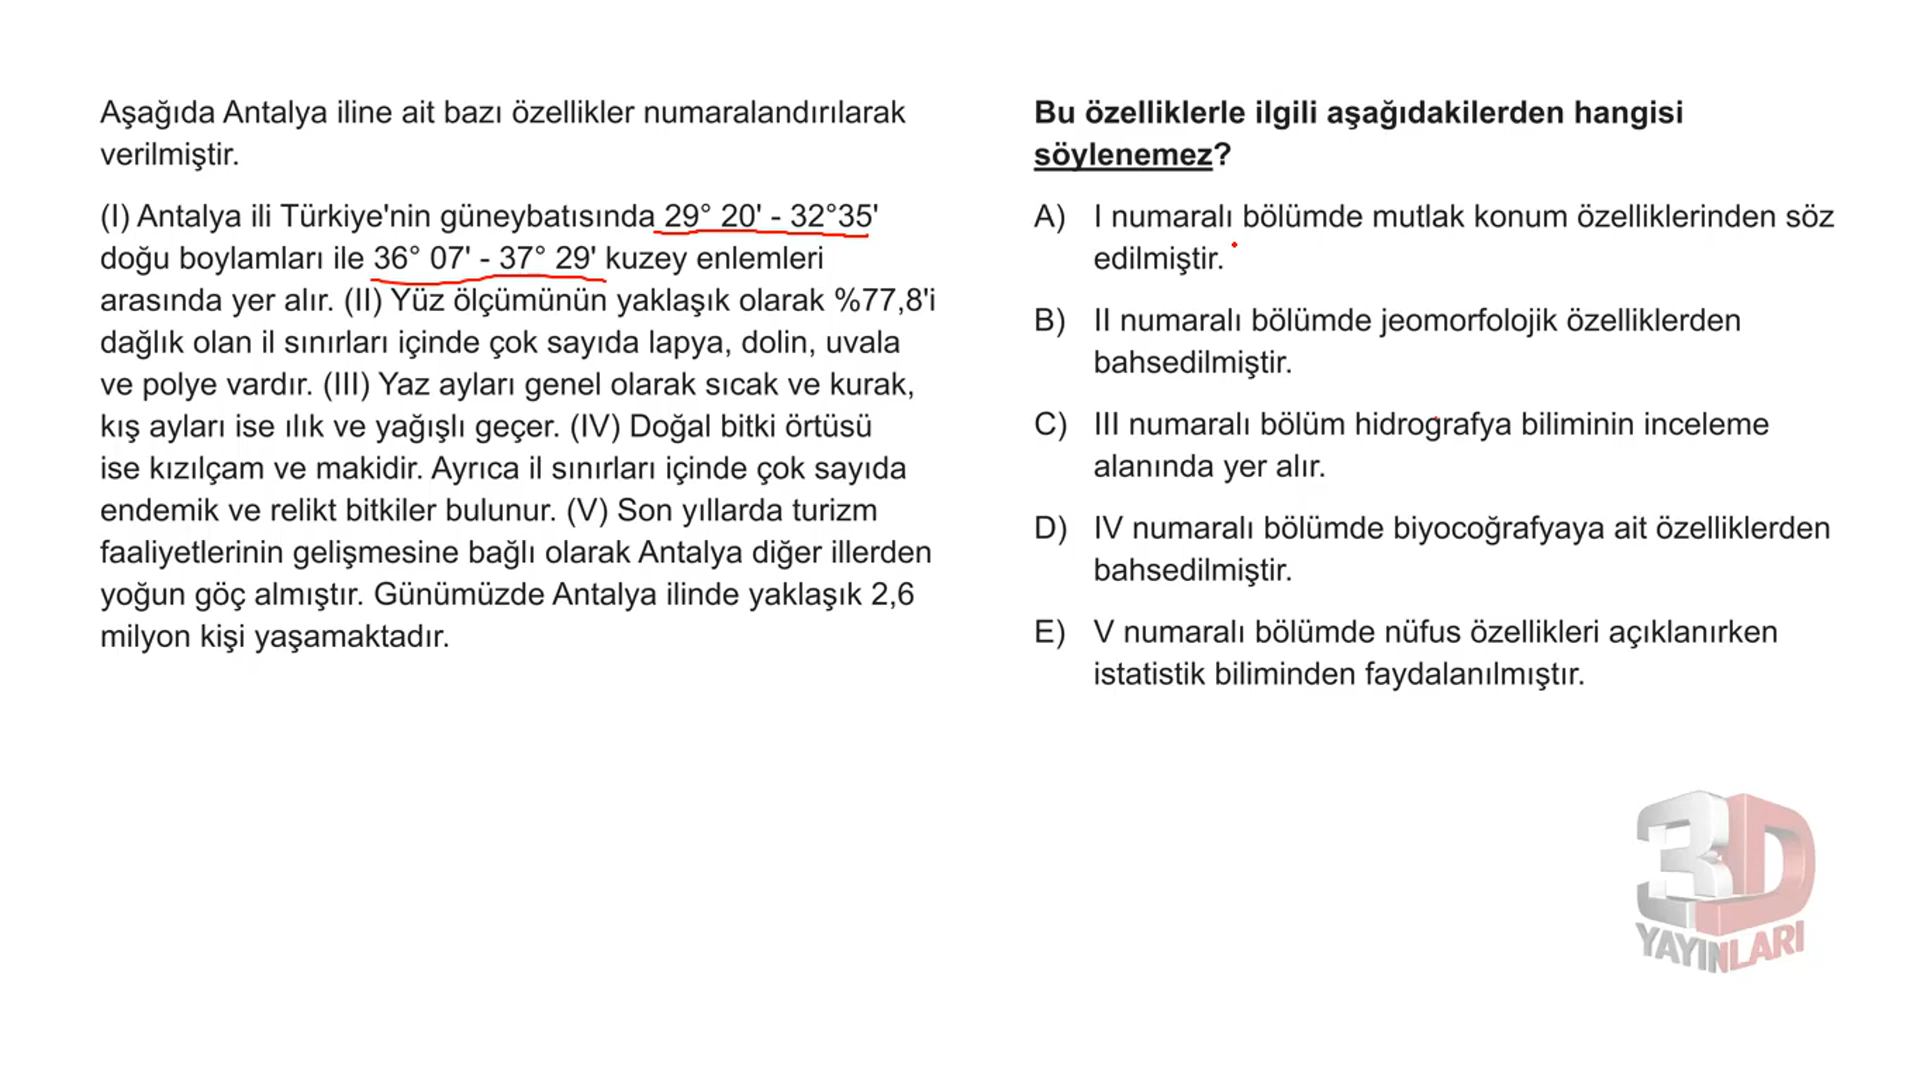 Aşağıda Antalya iline ait bazı özellikler numaralandırılarak
verilmiştir.
(I) Antalya ili Türkiye'nin güneybatısında 29° 20' - 32°35'
doğu boylamları ile 36° 07' - 37° 29' kuzey enlemleri
arasında yer alır. (II) Yüz ölçümünün yaklaşık olarak %77,8'i
dağlık olan il sınırları içinde çok sayıda lapya, dolin, uvala
ve polye vardır. (III) Yaz ayları genel olarak sıcak ve kurak,
kış ayları ise ılık ve yağışlı geçer. (IV) Doğal bitki örtüsü
ise kızılçam ve makidir. Ayrıca il sınırları içinde çok sayıda
endemik ve relikt bitkiler bulunur. (V) Son yıllarda turizm
faaliyetlerinin gelişmesine bağlı olarak Antalya diğer illerden
yoğun göç almıştır. Günümüzde Antalya ilinde yaklaşık 2,6
milyon kişi yaşamaktadır.
Bu özelliklerle ilgili aşağıdakilerden hangisi
söylenemez?
A) I numaralı bölümde mutlak konum özelliklerinden söz
edilmiştir.
B) II numaralı bölümde jeomorfolojik özelliklerden
bahsedilmiştir.
C) III numaralı bölüm hidrografya biliminin inceleme
alanında yer alır.
D) IV numaralı bölümde biyocoğrafyaya ait özelliklerden
bahsedilmiştir.
E) V numaralı bölümde nüfus özellikleri açıklanırken
istatistik biliminden faydalanılmıştır.
3D
YAYINLARI